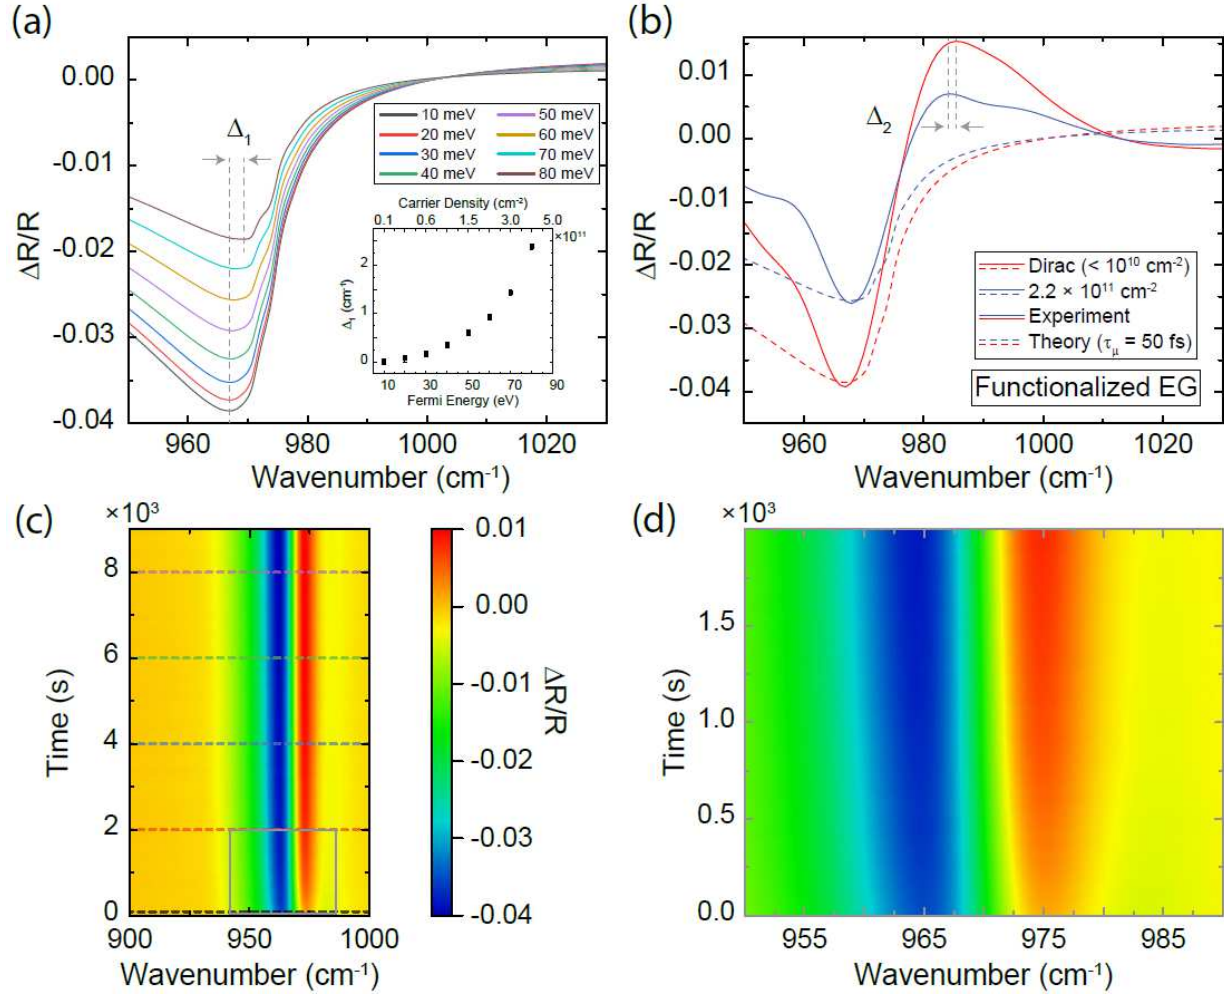 (a)
0.00
-0.01
-0.02
-0.03
-0.04
ΔR/R
Δ₁
10 meV
50 meV
20 meV
60 meV
30 meV
70 meV
40 meV
80 meV
Carrier Density (cm⁻²)
0.1 0.6 1.5 3.0 5.0
×10¹¹
2
1
0
Δ₁ (cm⁻¹)
10 30 50 70 90
Fermi Energy (eV)
960 980 1000 1020
Wavenumber (cm⁻¹)
(b)
0.01
0.00
-0.01
-0.02
-0.03
-0.04
ΔR/R
Δ₂
Dirac (< 10¹⁰ cm⁻²)
2.2 × 10¹¹ cm⁻²
Experiment
Theory (τμ = 50 fs)
Functionalized EG
960 980 1000 1020
Wavenumber (cm⁻¹)
(c)
×10³
8
6
4
2
0
Time (s)
900 950 1000
Wavenumber (cm⁻¹)
0.01
0.00
-0.01
-0.02
-0.03
-0.04
ΔR/R
(d)
×10³
1.5
1.0
0.5
0.0
Time (s)
955 965 975 985
Wavenumber (cm⁻¹)